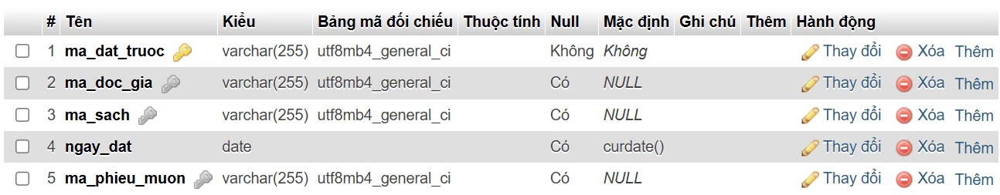 # Tên Kiểu Bảng mã đối chiếu Thuộc tính Null Mặc định Ghi chú Thêm Hành động
1 ma_dat_truoc varchar(255) utf8mb4_general_ci Không Không Thay đổi Xóa Thêm
2 ma_doc_gia varchar(255) utf8mb4_general_ci Có NULL Thay đổi Xóa Thêm
3 ma_sach varchar(255) utf8mb4_general_ci Có NULL Thay đổi Xóa Thêm
4 ngay_dat date Có curdate() Thay đổi Xóa Thêm
5 ma_phieu_muon varchar(255) utf8mb4_general_ci Có NULL Thay đổi Xóa Thêm